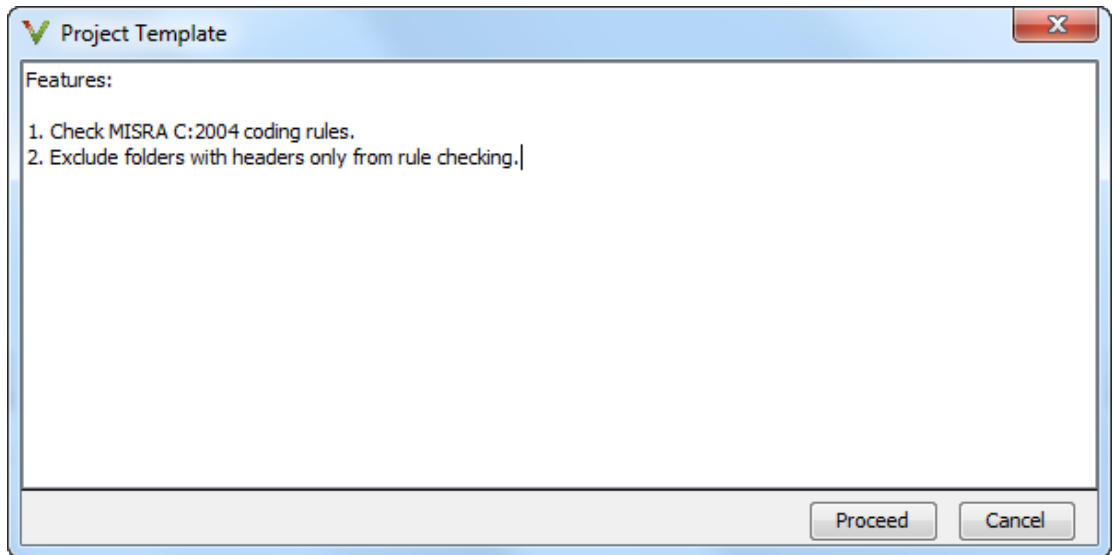 Project Template
Features:
1. Check MISRA C:2004 coding rules.
2. Exclude folders with headers only from rule checking.
Proceed Cancel